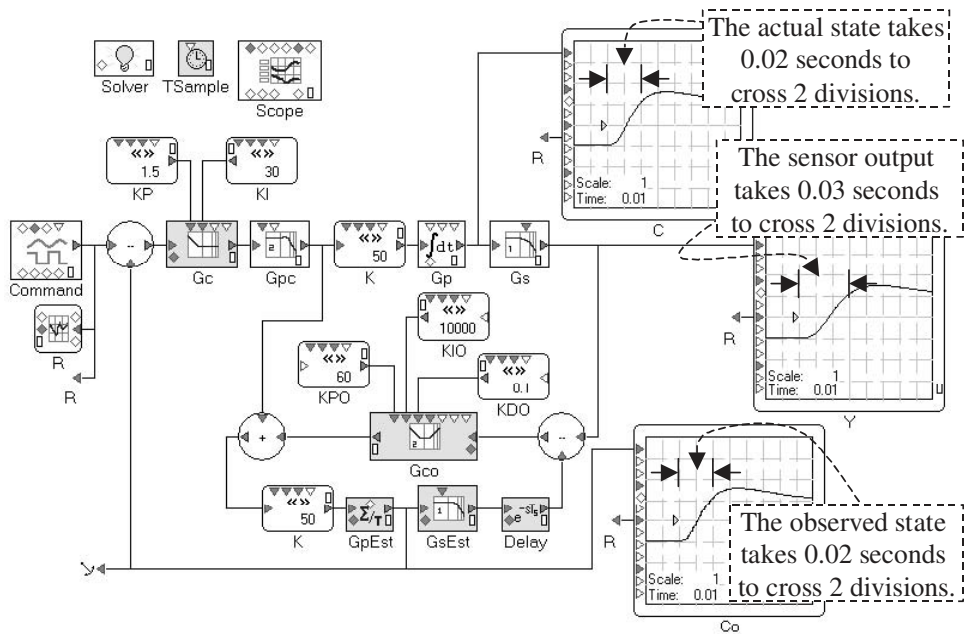 The actual state takes
0.02 seconds to
cross 2 divisions.
Solver
TSample
Scope
R
Scale: 1
Time: 0.01
C
The sensor output
takes 0.03 seconds
to cross 2 divisions.
1.5
KP
30
KI
Command
Gc
2
Gpc
50
K
∫dt
Gp
1
Gs
R
R
10000
KIO
60
KPO
0.1
KDO
R
Scale: 1
Time: 0.01
U
Y
+
2
Gco
--
--
50
K
Σ/T
GpEst
1
GsEst
Delay
R
Scale: 1
Time: 0.01
Co
The observed state
takes 0.02 seconds
to cross 2 divisions.